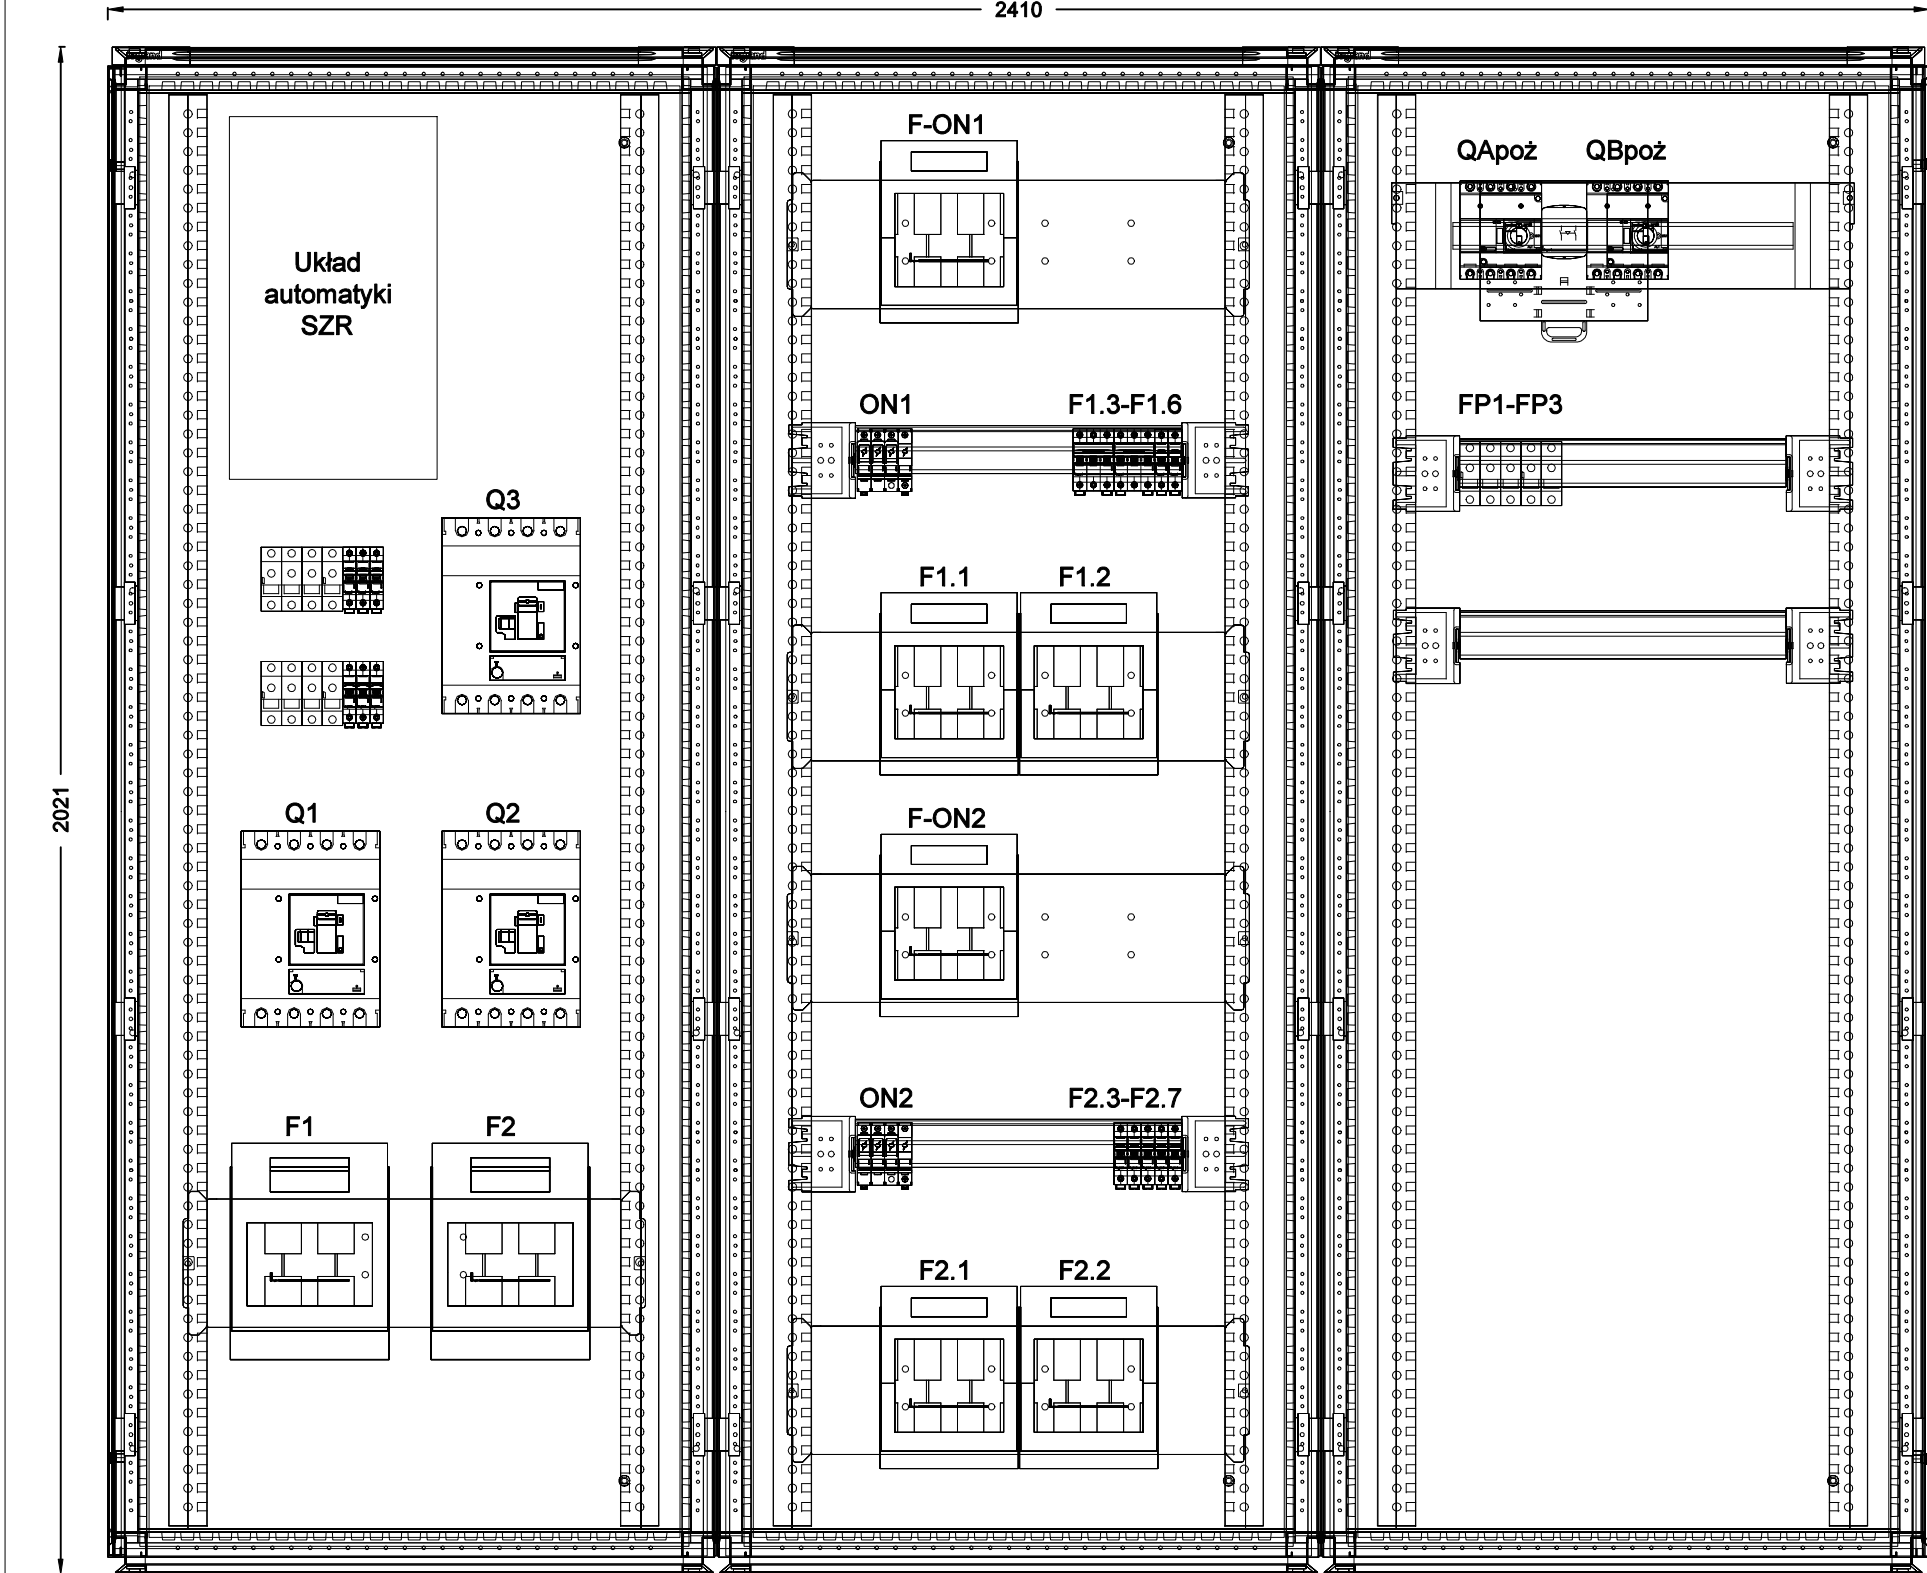 2410
2021
Układ
automatyki
SZR
Q3
Q1
Q2
F1
F2
F-ON1
ON1
F1.3-F1.6
F1.1
F1.2
F-ON2
ON2
F2.3-F2.7
F2.1
F2.2
QApoż
QBpoż
FP1-FP3